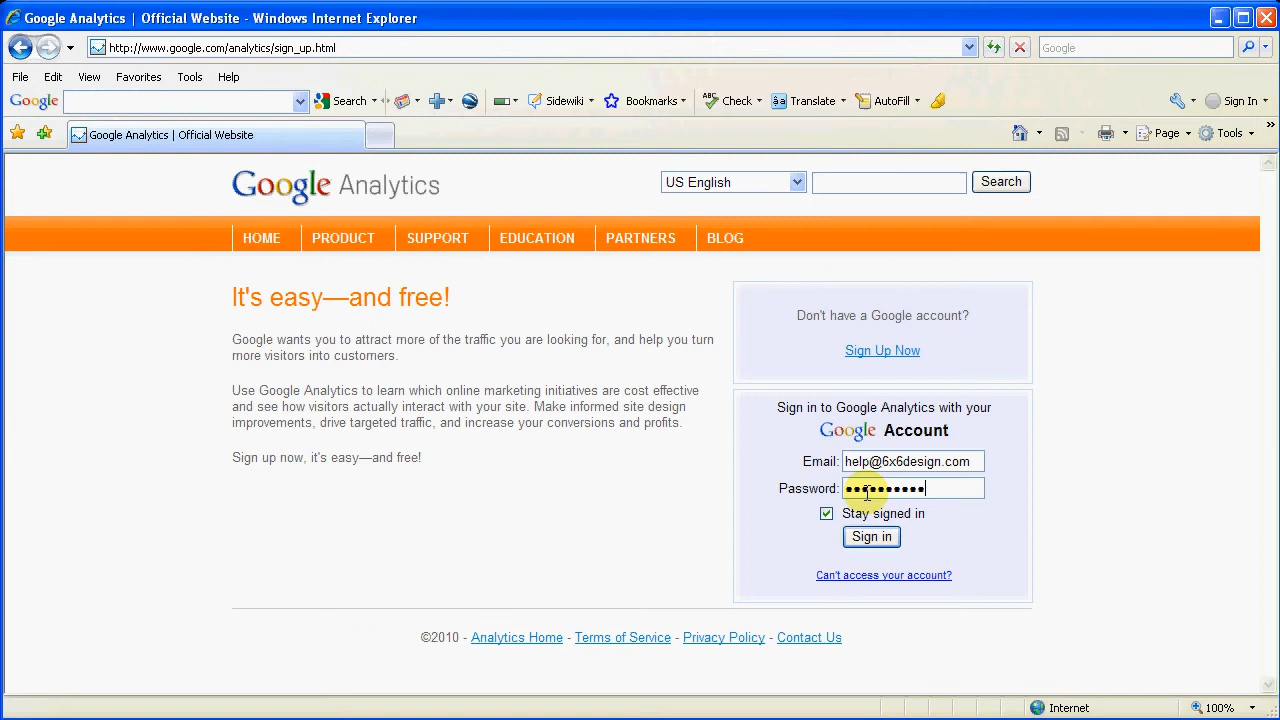 Google Analytics | Official Website - Windows Internet Explorer
http://www.google.com/analytics/sign_up.html
Google
File Edit View Favorites Tools Help
Google Search Sidewiki Bookmarks ABC Check Translate AutoFill Sign In
Google Analytics | Official Website
Page Tools
Google Analytics
US English
Search
HOME PRODUCT SUPPORT EDUCATION PARTNERS BLOG
It's easy—and free!
Google wants you to attract more of the traffic you are looking for, and help you turn
more visitors into customers.
Use Google Analytics to learn which online marketing initiatives are cost effective
and see how visitors actually interact with your site. Make informed site design
improvements, drive targeted traffic, and increase your conversions and profits.
Sign up now, it's easy—and free!
Don't have a Google account?
Sign Up Now
Sign in to Google Analytics with your
Google Account
Email: help@6x6design.com
Password: ••••••••••
Stay signed in
Sign in
Can't access your account?
©2010 - Analytics Home - Terms of Service - Privacy Policy - Contact Us
Internet
100%